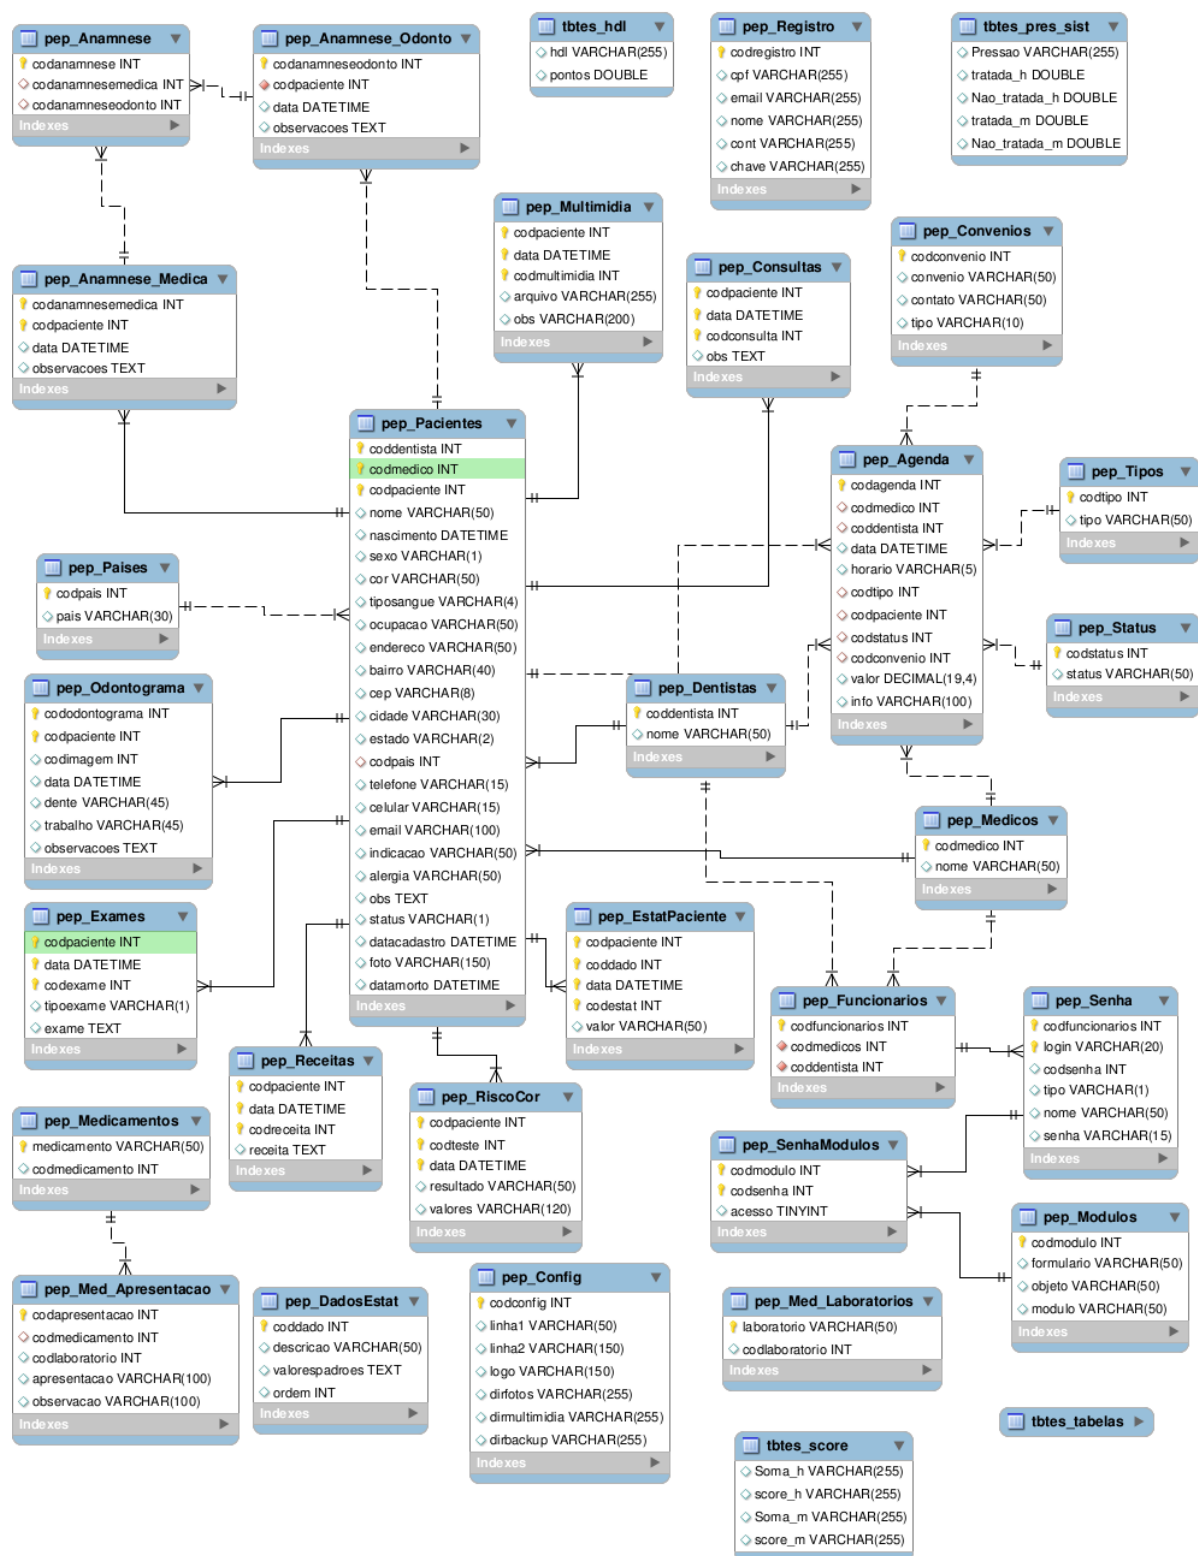 pep_Anamnese
codanamnese INT
codanamnesemedica INT
codanamneseodonto INT
Indexes
pep_Anamnese_Odonto
codanamneseodonto INT
codpaciente INT
data DATETIME
observacoes TEXT
Indexes
tbtes_hdl
hdl VARCHAR(255)
pontos DOUBLE
pep_Registro
codregistro INT
cpf VARCHAR(255)
email VARCHAR(255)
nome VARCHAR(255)
cont VARCHAR(255)
chave VARCHAR(255)
Indexes
tbtes_pres_sist
Pressao VARCHAR(255)
tratada_h DOUBLE
Nao_tratada_h DOUBLE
tratada_m DOUBLE
Nao_tratada_m DOUBLE
pep_Anamnese_Medica
codanamnesemedica INT
codpaciente INT
data DATETIME
observacoes TEXT
Indexes
pep_Multimidia
codpaciente INT
data DATETIME
codmultimidia INT
arquivo VARCHAR(255)
obs VARCHAR(200)
Indexes
pep_Consultas
codpaciente INT
data DATETIME
codconsulta INT
obs TEXT
Indexes
pep_Convenios
codconvenio INT
convenio VARCHAR(50)
contato VARCHAR(50)
tipo VARCHAR(10)
Indexes
pep_Pacientes
coddentista INT
codmedico INT
codpaciente INT
nome VARCHAR(50)
nascimento DATETIME
sexo VARCHAR(1)
cor VARCHAR(50)
tiposangue VARCHAR(4)
ocupacao VARCHAR(50)
endereco VARCHAR(50)
bairro VARCHAR(40)
cep VARCHAR(8)
cidade VARCHAR(30)
estado VARCHAR(2)
codpais INT
telefone VARCHAR(15)
celular VARCHAR(15)
email VARCHAR(100)
indicacao VARCHAR(50)
alergia VARCHAR(50)
obs TEXT
status VARCHAR(1)
datacadastro DATETIME
foto VARCHAR(150)
datamorto DATETIME
Indexes
pep_Agenda
codagenda INT
codmedico INT
coddentista INT
data DATETIME
horario VARCHAR(5)
codtipo INT
codpaciente INT
codstatus INT
codconvenio INT
valor DECIMAL(19,4)
info VARCHAR(100)
Indexes
pep_Tipos
codtipo INT
tipo VARCHAR(50)
Indexes
pep_Paises
codpais INT
pais VARCHAR(30)
Indexes
pep_Status
codstatus INT
status VARCHAR(50)
Indexes
pep_Odontograma
cododontograma INT
codpaciente INT
codimagem INT
data DATETIME
dente VARCHAR(45)
trabalho VARCHAR(45)
observacoes TEXT
Indexes
pep_Dentistas
coddentista INT
nome VARCHAR(50)
Indexes
pep_Medicos
codmedico INT
nome VARCHAR(50)
Indexes
pep_Exames
codpaciente INT
data DATETIME
codexame INT
tipoexame VARCHAR(1)
exame TEXT
Indexes
pep_EstatPaciente
codpaciente INT
coddado INT
data DATETIME
codestat INT
valor VARCHAR(50)
Indexes
pep_Funcionarios
codfuncionarios INT
codmedicos INT
coddentista INT
Indexes
pep_Senha
codfuncionarios INT
login VARCHAR(20)
codsenha INT
tipo VARCHAR(1)
nome VARCHAR(50)
senha VARCHAR(15)
Indexes
pep_Receitas
codpaciente INT
data DATETIME
codreceita INT
receita TEXT
Indexes
pep_RiscoCor
codpaciente INT
codteste INT
data DATETIME
resultado VARCHAR(50)
valores VARCHAR(120)
Indexes
pep_Medicamentos
medicamento VARCHAR(50)
codmedicamento INT
Indexes
pep_SenhaModulos
codmodulo INT
codsenha INT
acesso TINYINT
Indexes
pep_Modulos
codmodulo INT
formulario VARCHAR(50)
objeto VARCHAR(50)
modulo VARCHAR(50)
Indexes
pep_Med_Apresentacao
codapresentacao INT
codmedicamento INT
codlaboratorio INT
apresentacao VARCHAR(100)
observacao VARCHAR(100)
Indexes
pep_DadosEstat
coddado INT
descricao VARCHAR(50)
valorespadroes TEXT
ordem INT
Indexes
pep_Config
codconfig INT
linha1 VARCHAR(50)
linha2 VARCHAR(150)
logo VARCHAR(150)
dirfotos VARCHAR(255)
dirmultimidia VARCHAR(255)
dirbackup VARCHAR(255)
Indexes
pep_Med_Laboratorios
laboratorio VARCHAR(50)
codlaboratorio INT
Indexes
tbtes_tabelas
tbtes_score
Soma_h VARCHAR(255)
score_h VARCHAR(255)
Soma_m VARCHAR(255)
score_m VARCHAR(255)